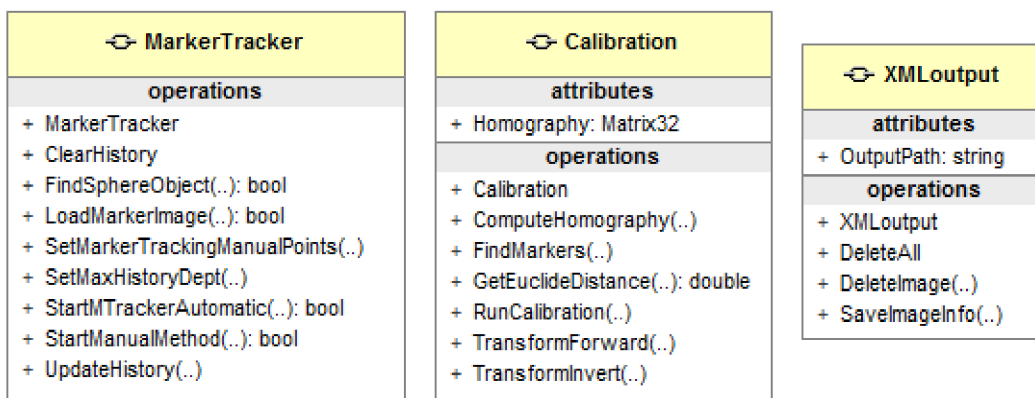 MarkerTracker
operations
+ MarkerTracker
+ ClearHistory
+ FindSphereObject(..): bool
+ LoadMarkerImage(..): bool
+ SetMarkerTrackingManualPoints(..)
+ SetMaxHistoryDept(..)
+ StartMTrackerAutomatic(..): bool
+ StartManualMethod(..): bool
+ UpdateHistory(..)
Calibration
attributes
+ Homography: Matrix32
operations
+ Calibration
+ ComputeHomography(..)
+ FindMarkers(..)
+ GetEuclideDistance(..): double
+ RunCalibration(..)
+ TransformForward(..)
+ TransformInvert(..)
XMLoutput
attributes
+ OutputPath: string
operations
+ XMLoutput
+ DeleteAll
+ DeleteImage(..)
+ SaveImageInfo(..)